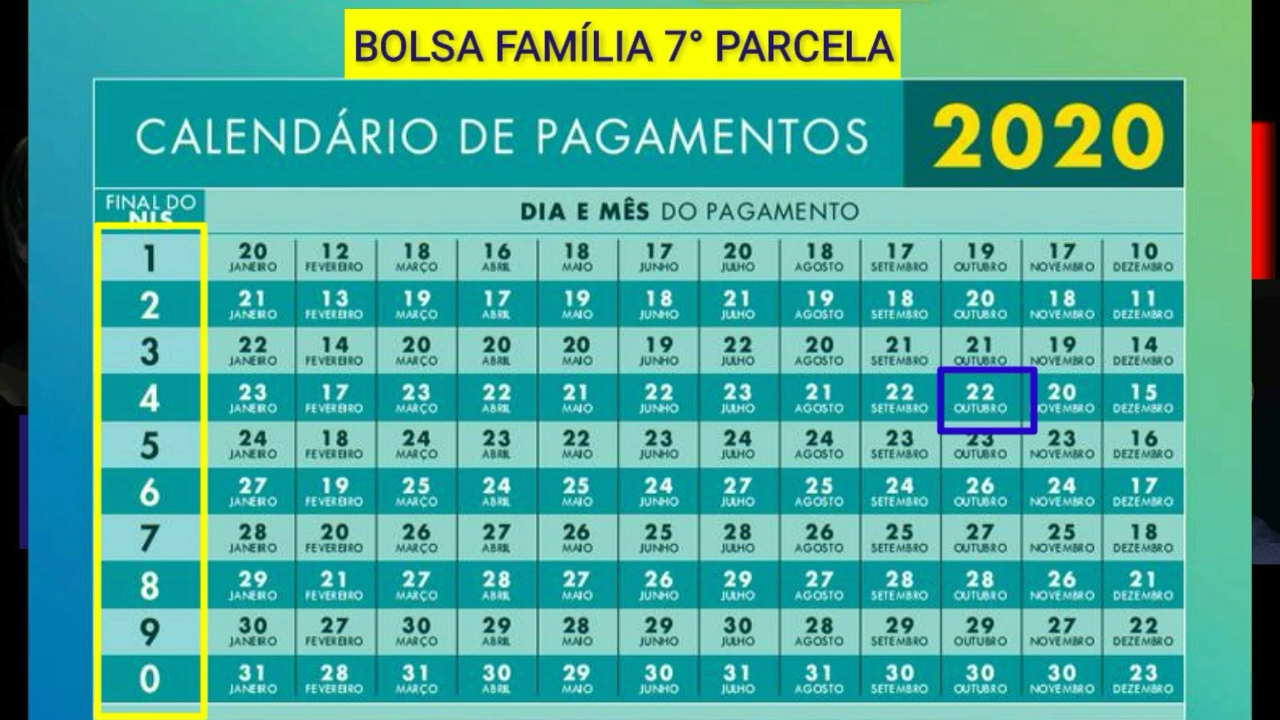 BOLSA FAMÍLIA 7° PARCELA
CALENDÁRIO DE PAGAMENTOS 2020
FINAL DO NIS DIA E MÊS DO PAGAMENTO
1 20 JANEIRO 12 FEVEREIRO 18 MARÇO 16 ABRIL 18 MAIO 17 JUNHO 20 JULHO 18 AGOSTO 17 SETEMBRO 19 OUTUBRO 17 NOVEMBRO 10 DEZEMBRO
2 21 JANEIRO 13 FEVEREIRO 19 MARÇO 17 ABRIL 19 MAIO 18 JUNHO 21 JULHO 19 AGOSTO 18 SETEMBRO 20 OUTUBRO 18 NOVEMBRO 11 DEZEMBRO
3 22 JANEIRO 14 FEVEREIRO 20 MARÇO 20 ABRIL 20 MAIO 19 JUNHO 22 JULHO 20 AGOSTO 21 SETEMBRO 21 OUTUBRO 19 NOVEMBRO 14 DEZEMBRO
4 23 JANEIRO 17 FEVEREIRO 23 MARÇO 22 ABRIL 21 MAIO 22 JUNHO 23 JULHO 21 AGOSTO 22 SETEMBRO 22 OUTUBRO 20 NOVEMBRO 15 DEZEMBRO
5 24 JANEIRO 18 FEVEREIRO 24 MARÇO 23 ABRIL 22 MAIO 23 JUNHO 24 JULHO 24 AGOSTO 23 SETEMBRO 23 OUTUBRO 23 NOVEMBRO 16 DEZEMBRO
6 27 JANEIRO 19 FEVEREIRO 25 MARÇO 24 ABRIL 25 MAIO 24 JUNHO 27 JULHO 25 AGOSTO 24 SETEMBRO 26 OUTUBRO 24 NOVEMBRO 17 DEZEMBRO
7 28 JANEIRO 20 FEVEREIRO 26 MARÇO 27 ABRIL 26 MAIO 25 JUNHO 28 JULHO 26 AGOSTO 25 SETEMBRO 27 OUTUBRO 25 NOVEMBRO 18 DEZEMBRO
8 29 JANEIRO 21 FEVEREIRO 27 MARÇO 28 ABRIL 27 MAIO 26 JUNHO 29 JULHO 27 AGOSTO 28 SETEMBRO 28 OUTUBRO 26 NOVEMBRO 21 DEZEMBRO
9 30 JANEIRO 27 FEVEREIRO 30 MARÇO 29 ABRIL 28 MAIO 29 JUNHO 30 JULHO 28 AGOSTO 29 SETEMBRO 29 OUTUBRO 27 NOVEMBRO 22 DEZEMBRO
0 31 JANEIRO 28 FEVEREIRO 31 MARÇO 30 ABRIL 29 MAIO 30 JUNHO 31 JULHO 31 AGOSTO 30 SETEMBRO 30 OUTUBRO 30 NOVEMBRO 23 DEZEMBRO